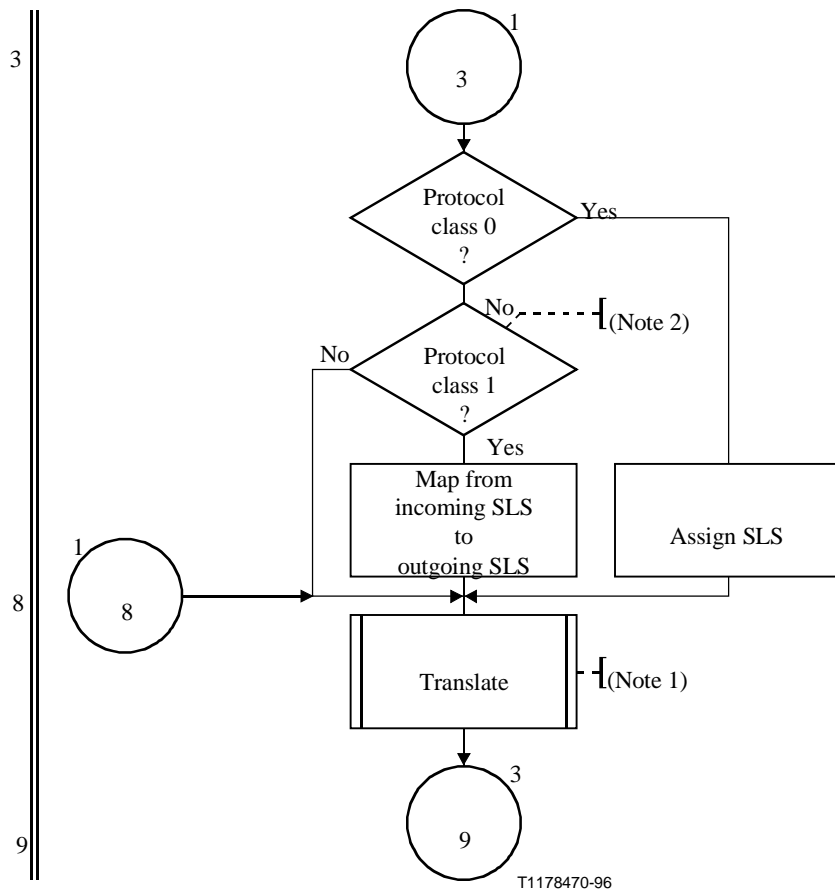 1
3
3
Protocol
class 0
?
Yes
No
(Note 2)
No
Protocol
class 1
?
Yes
Map from
incoming SLS
to
outgoing SLS
Assign SLS
1
8
8
Translate
(Note 1)
3
9
9
T1178470-96